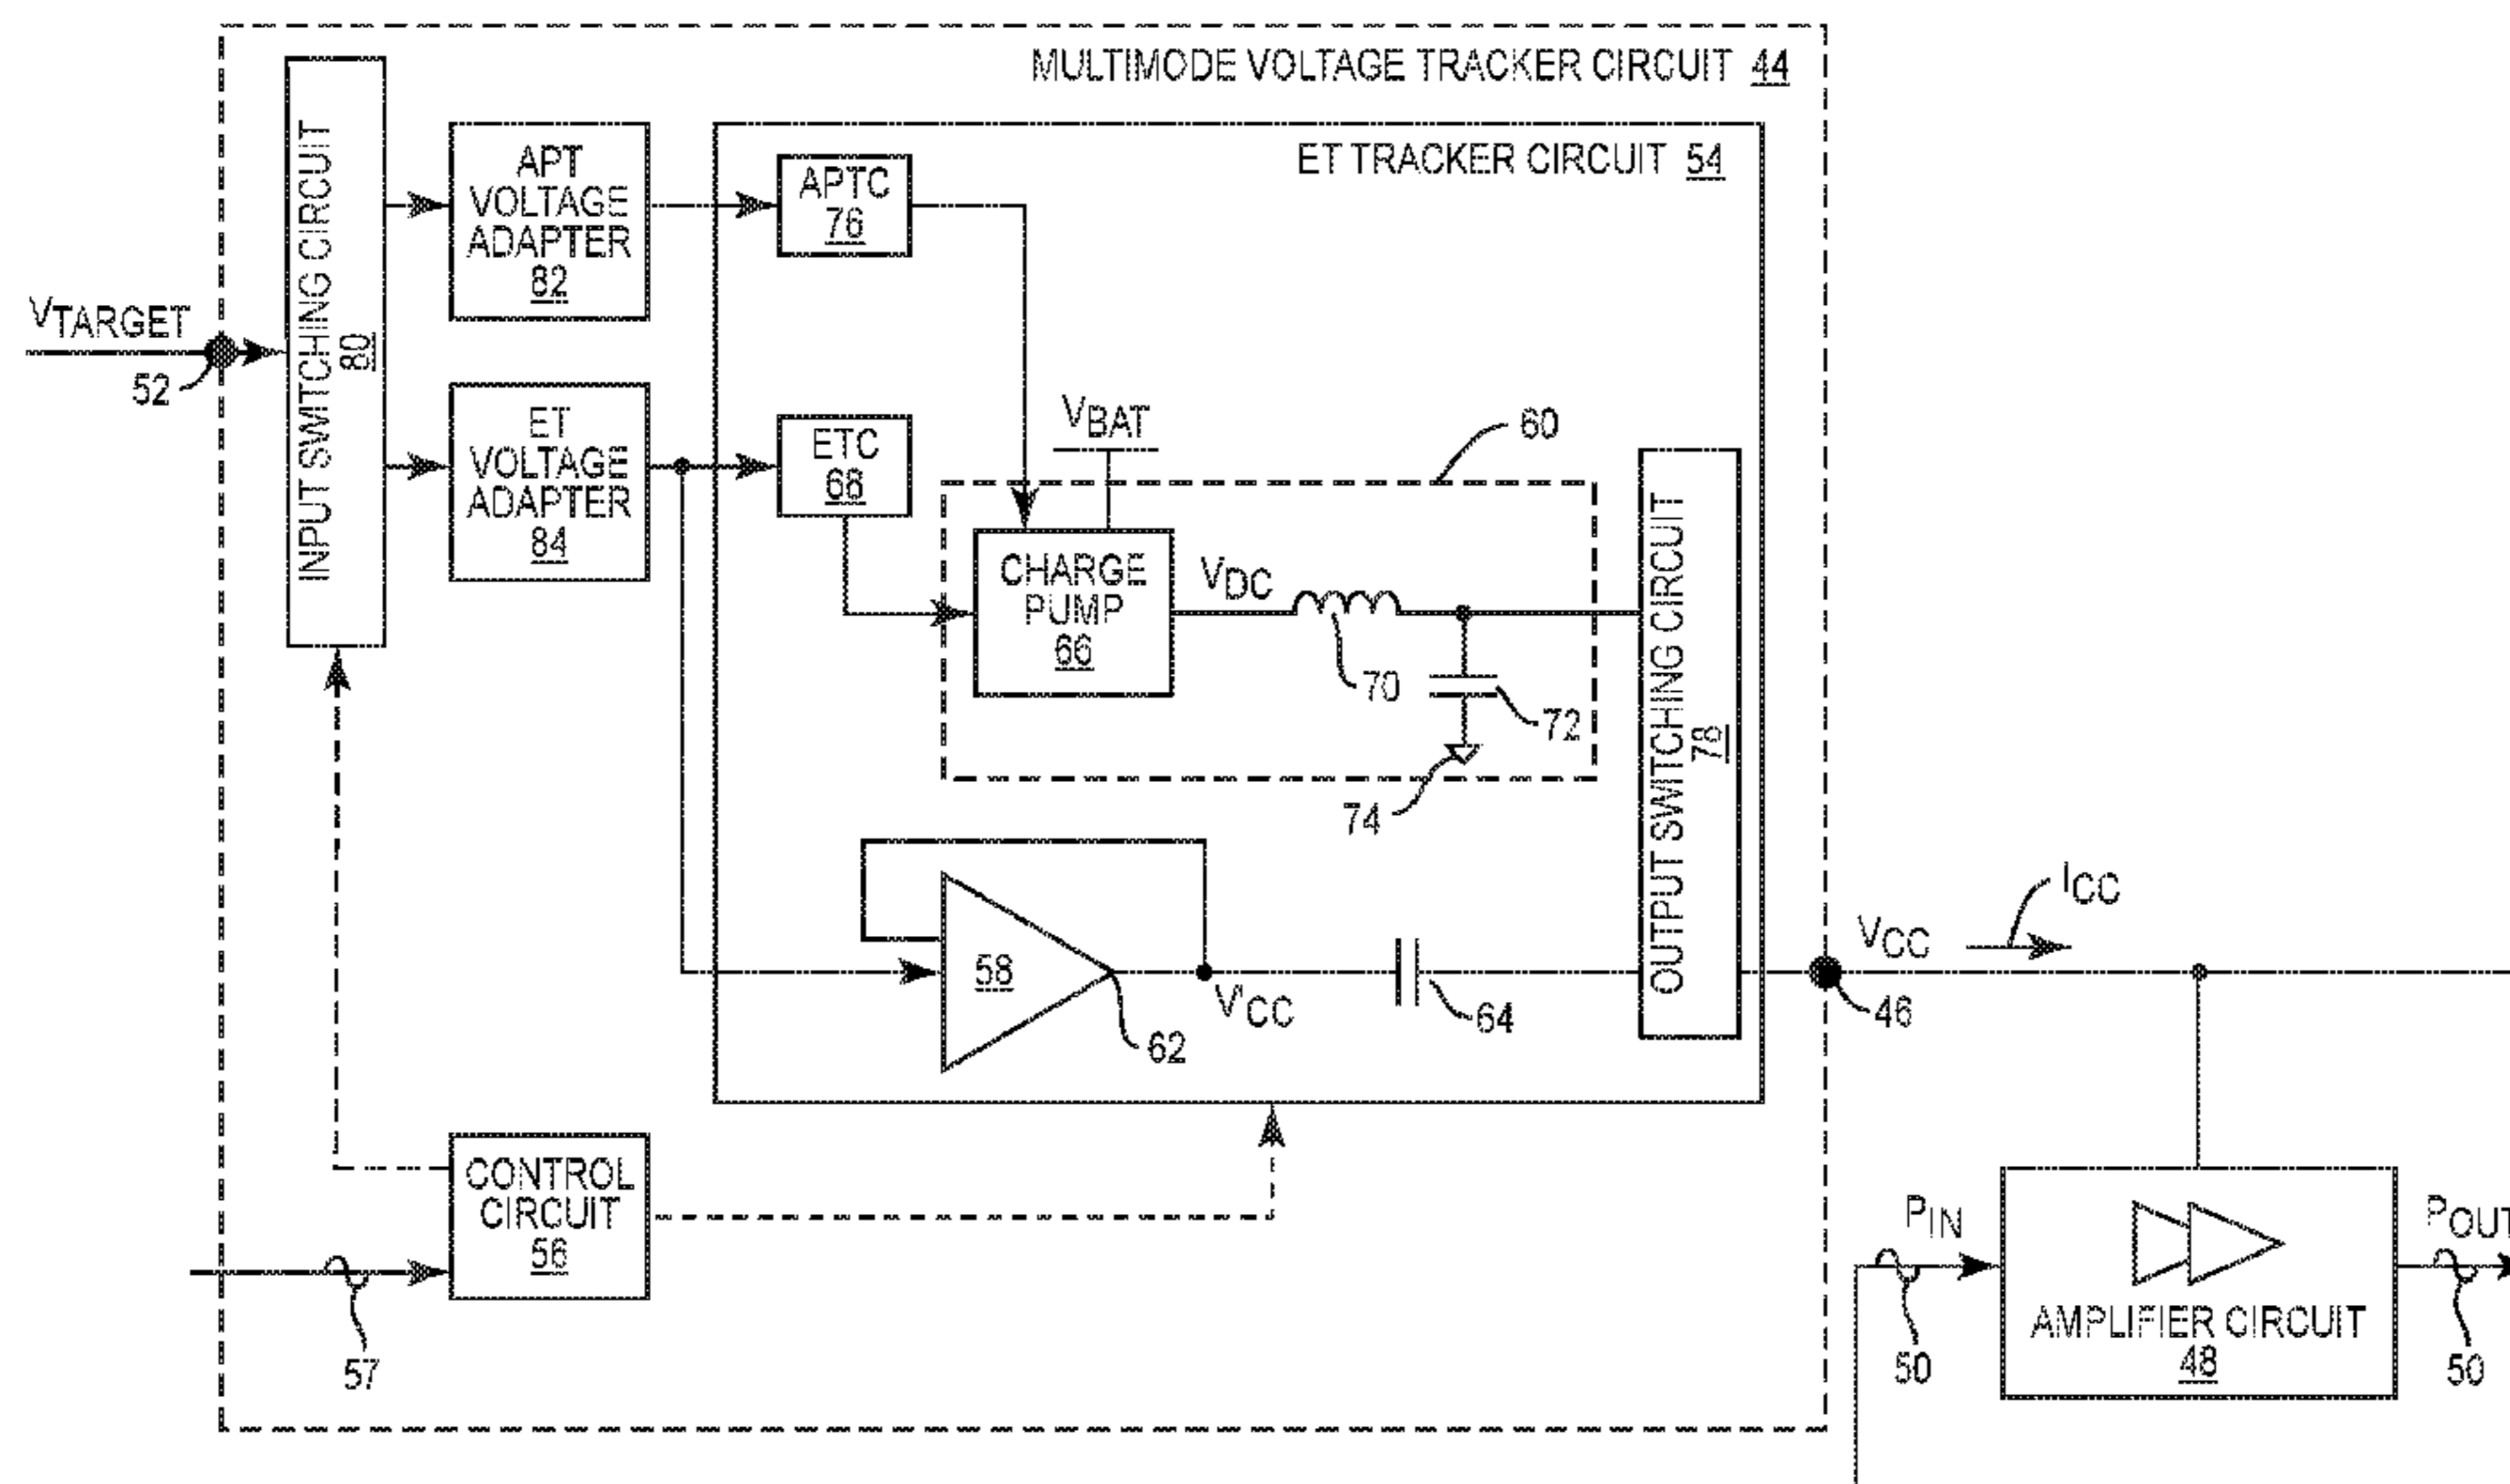 MULTIMODE VOLTAGE TRACKER CIRCUIT 44
ET TRACKER CIRCUIT 54
INPUT SWITCHING CIRCUIT
80
APT
VOLTAGE
ADAPTER
82
APTC
76
VTARGET
52
ET
VOLTAGE
ADAPTER
84
ETC
68
VBAT
60
CHARGE
PUMP
66
VDC
70
72
74
OUTPUT SWITCHING CIRCUIT
78
58
62
V'CC
64
VCC
ICC
46
CONTROL
CIRCUIT
56
57
PIN
50
AMPLIFIER CIRCUIT
48
POUT
50